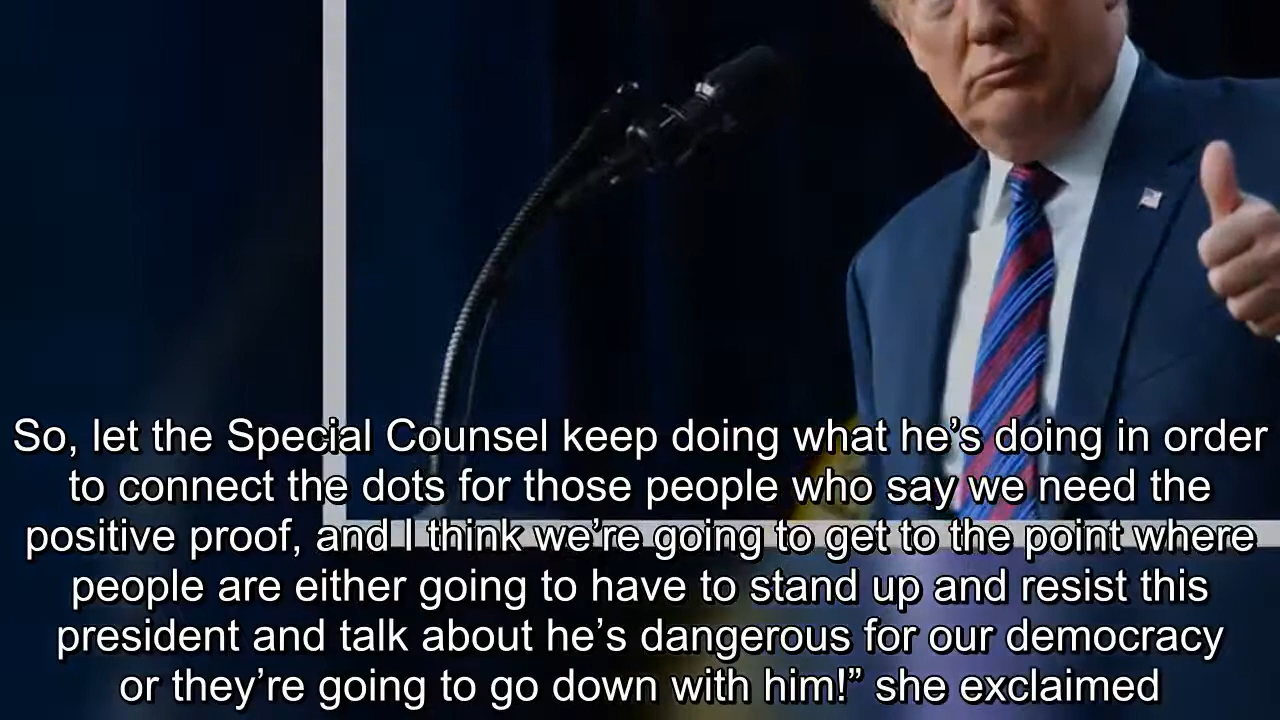 So, let the Special Counsel keep doing what he’s doing in order
to connect the dots for those people who say we need the
positive proof, and I think we’re going to get to the point where
people are either going to have to stand up and resist this
president and talk about he’s dangerous for our democracy
or they’re going to go down with him!” she exclaimed